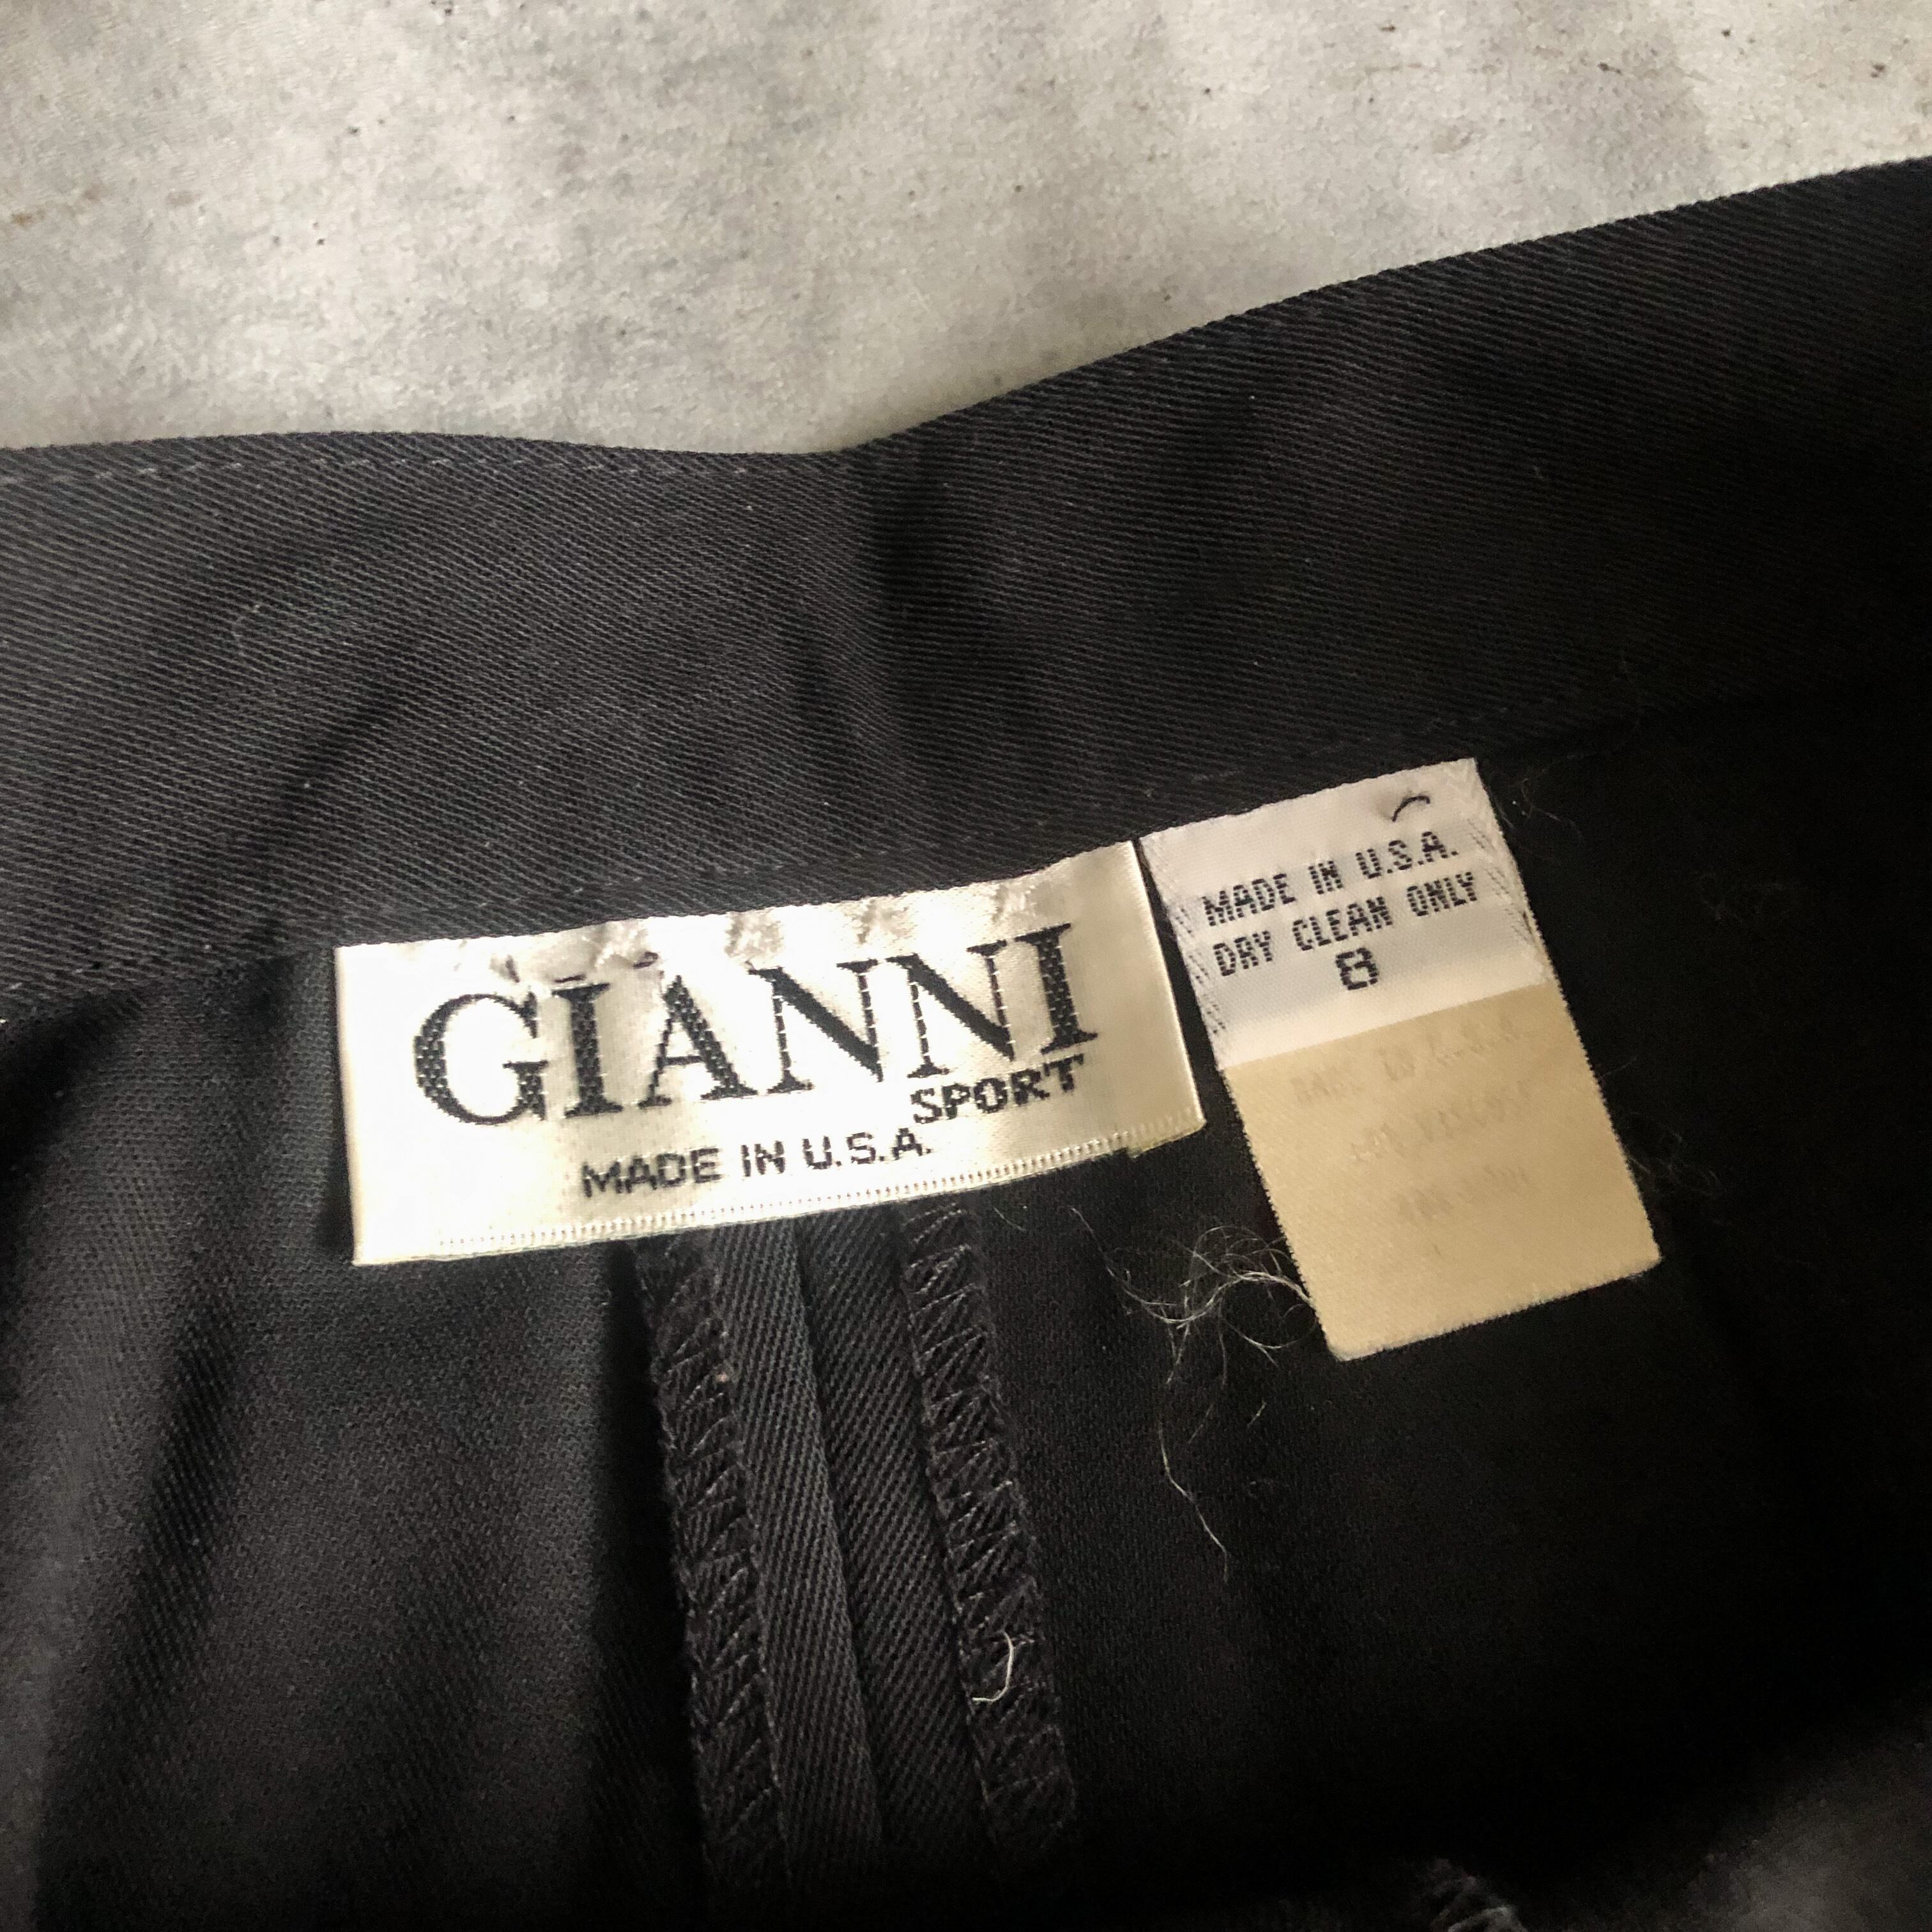 GIANNI
SPORT
MADE IN U.S.A.
MADE IN U.S.A.
DRY CLEAN ONLY
8